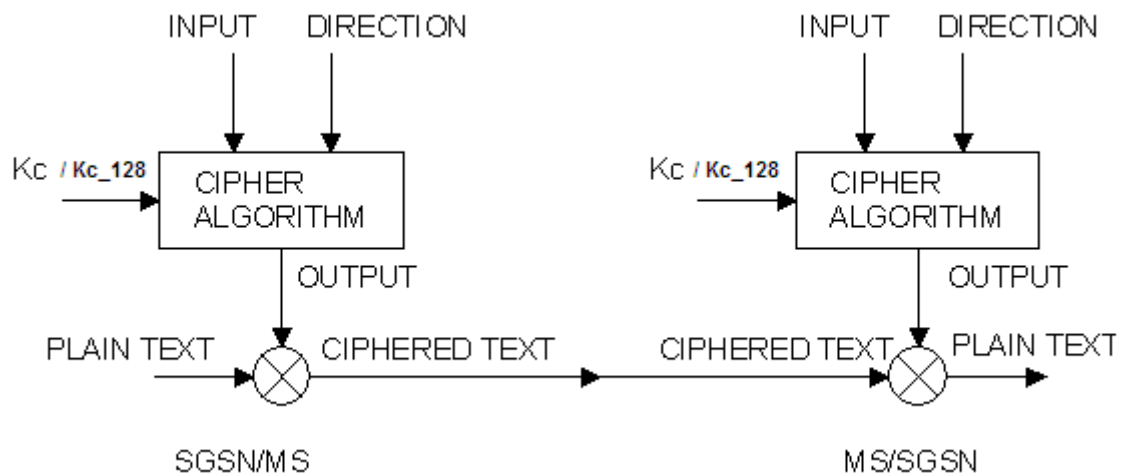 INPUT DIRECTION
INPUT DIRECTION
Kc / Kc_128
CIPHER
ALGORITHM
Kc / Kc_128
CIPHER
ALGORITHM
OUTPUT
OUTPUT
PLAIN TEXT
CIPHERED TEXT
CIPHERED TEXT
PLAIN TEXT
SGSN/MS
MS/SGSN